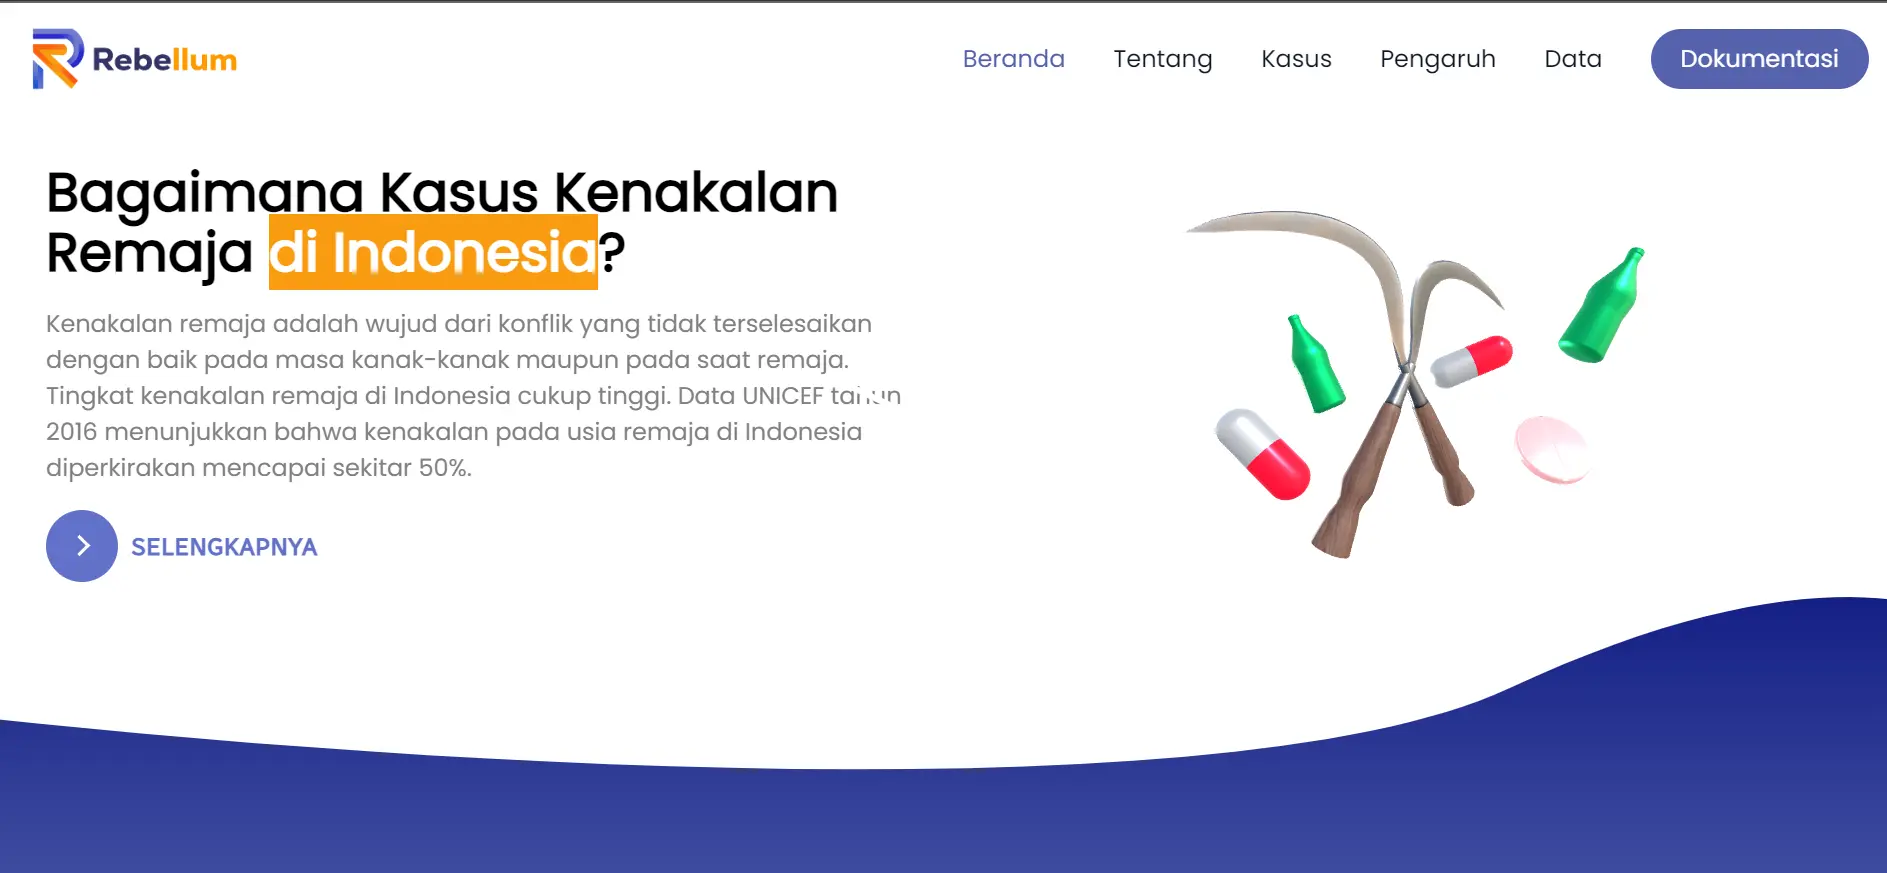 Rebellum
Beranda Tentang Kasus Pengaruh Data Dokumentasi
Bagaimana Kasus Kenakalan
Remaja di Indonesia?
Kenakalan remaja adalah wujud dari konflik yang tidak terselesaikan
dengan baik pada masa kanak-kanak maupun pada saat remaja.
Tingkat kenakalan remaja di Indonesia cukup tinggi. Data UNICEF tahun
2016 menunjukkan bahwa kenakalan pada usia remaja di Indonesia
diperkirakan mencapai sekitar 50%.
SELENGKAPNYA